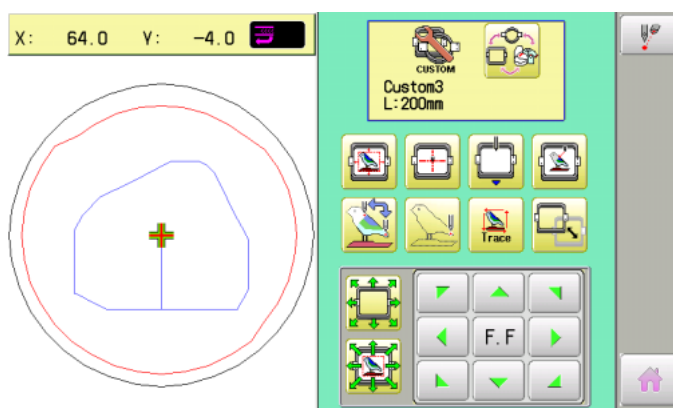 X: 64.0 Y: -4.0
CUSTOM
Custom3
L:200mm
Trace
F.F